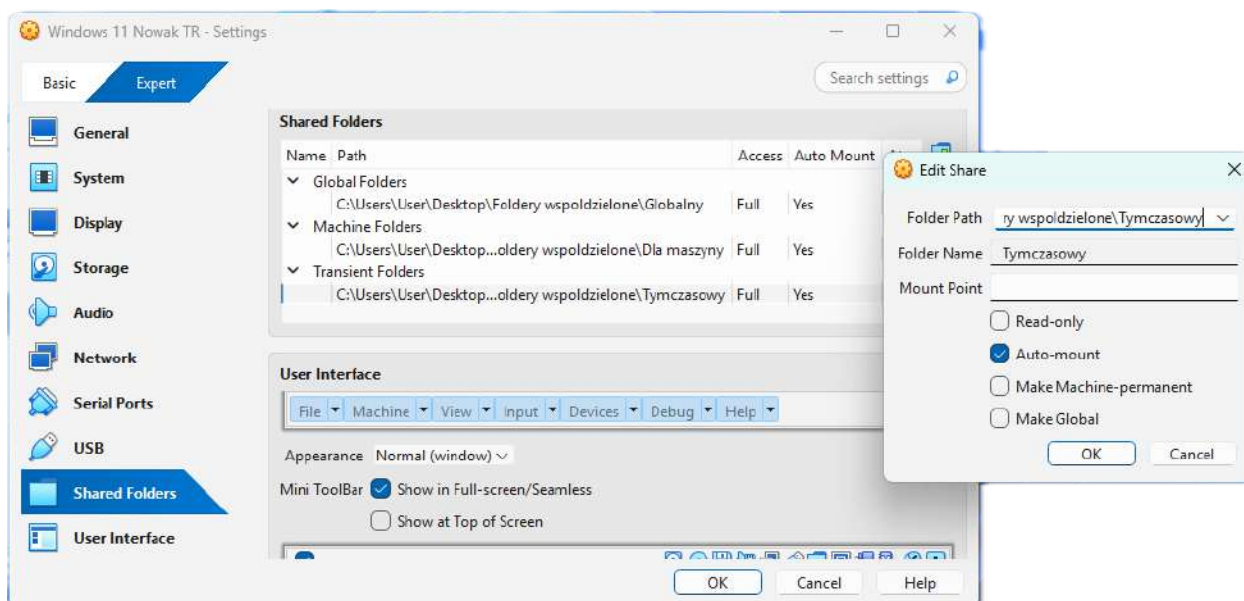 Windows 11 Nowak TR - Settings
Basic
Expert
Search settings
General
System
Display
Storage
Audio
Network
Serial Ports
USB
Shared Folders
User Interface
Shared Folders
Name Path Access Auto Mount
Global Folders
C:\Users\User\Desktop\Foldery wspoldzielone\Globalny Full Yes
Machine Folders
C:\Users\User\Desktop...oldery wspoldzielone\Dla maszyny Full Yes
Transient Folders
C:\Users\User\Desktop...oldery wspoldzielone\Tymczasowy Full Yes
User Interface
File Machine View Input Devices Debug Help
Appearance Normal (window)
Mini ToolBar Show in Full-screen/Seamless
Show at Top of Screen
OK Cancel Help
Edit Share
Folder Path ry wspoldzielone\Tymczasowy
Folder Name Tymczasowy
Mount Point
Read-only
Auto-mount
Make Machine-permanent
Make Global
OK Cancel